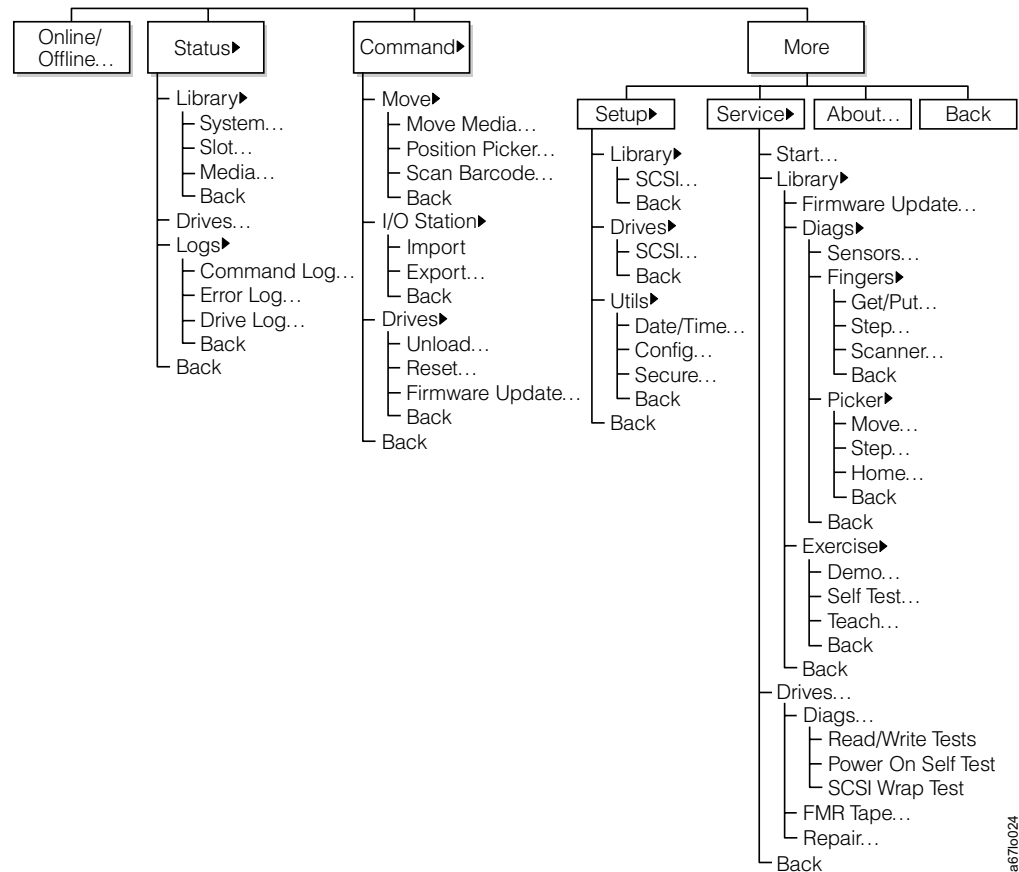 Online/
Offline...
Status▶
Library▶
System...
Slot...
Media...
Back
Drives...
Logs▶
Command Log...
Error Log...
Drive Log...
Back
Back
Command▶
Move▶
Move Media...
Position Picker...
Scan Barcode...
Back
I/O Station▶
Import
Export...
Back
Drives▶
Unload...
Reset...
Firmware Update...
Back
Back
More
Setup▶
Library▶
SCSI...
Back
Drives▶
SCSI...
Back
Utils▶
Date/Time...
Config...
Secure...
Back
Back
Service▶
Start...
Library▶
Firmware Update...
Diags▶
Sensors...
Fingers▶
Get/Put...
Step...
Scanner...
Back
Picker▶
Move...
Step...
Home...
Back
Back
Exercise▶
Demo...
Self Test...
Teach...
Back
Back
Drives...
Diags...
Read/Write Tests
Power On Self Test
SCSI Wrap Test
FMR Tape...
Repair...
Back
About...
Back
a67lo024